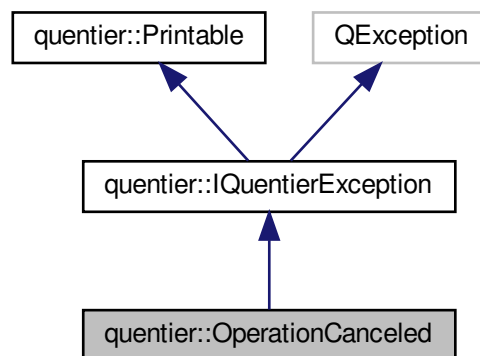 quentier::Printable
QException
quentier::IQuentierException
quentier::OperationCanceled